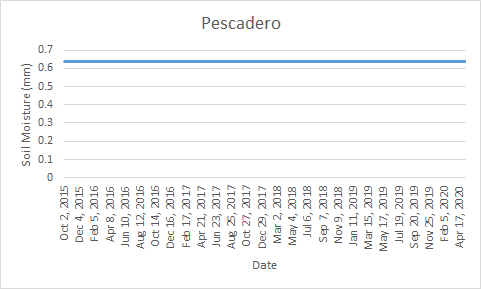 Pescadero
Soil Moisture (mm)
0.7
0.6
0.5
0.4
0.3
0.2
0.1
0
Oct 2, 2015
Dec 4, 2015
Feb 5, 2016
Apr 8, 2016
Jun 10, 2016
Aug 12, 2016
Oct 14, 2016
Dec 16, 2016
Feb 17, 2017
Apr 21, 2017
Jun 23, 2017
Aug 25, 2017
Oct 27, 2017
Dec 29, 2017
Mar 2, 2018
May 4, 2018
Jul 6, 2018
Sep 7, 2018
Nov 9, 2018
Jan 11, 2019
Mar 15, 2019
May 17, 2019
Jul 19, 2019
Sep 20, 2019
Nov 25, 2019
Feb 5, 2020
Apr 17, 2020
Date